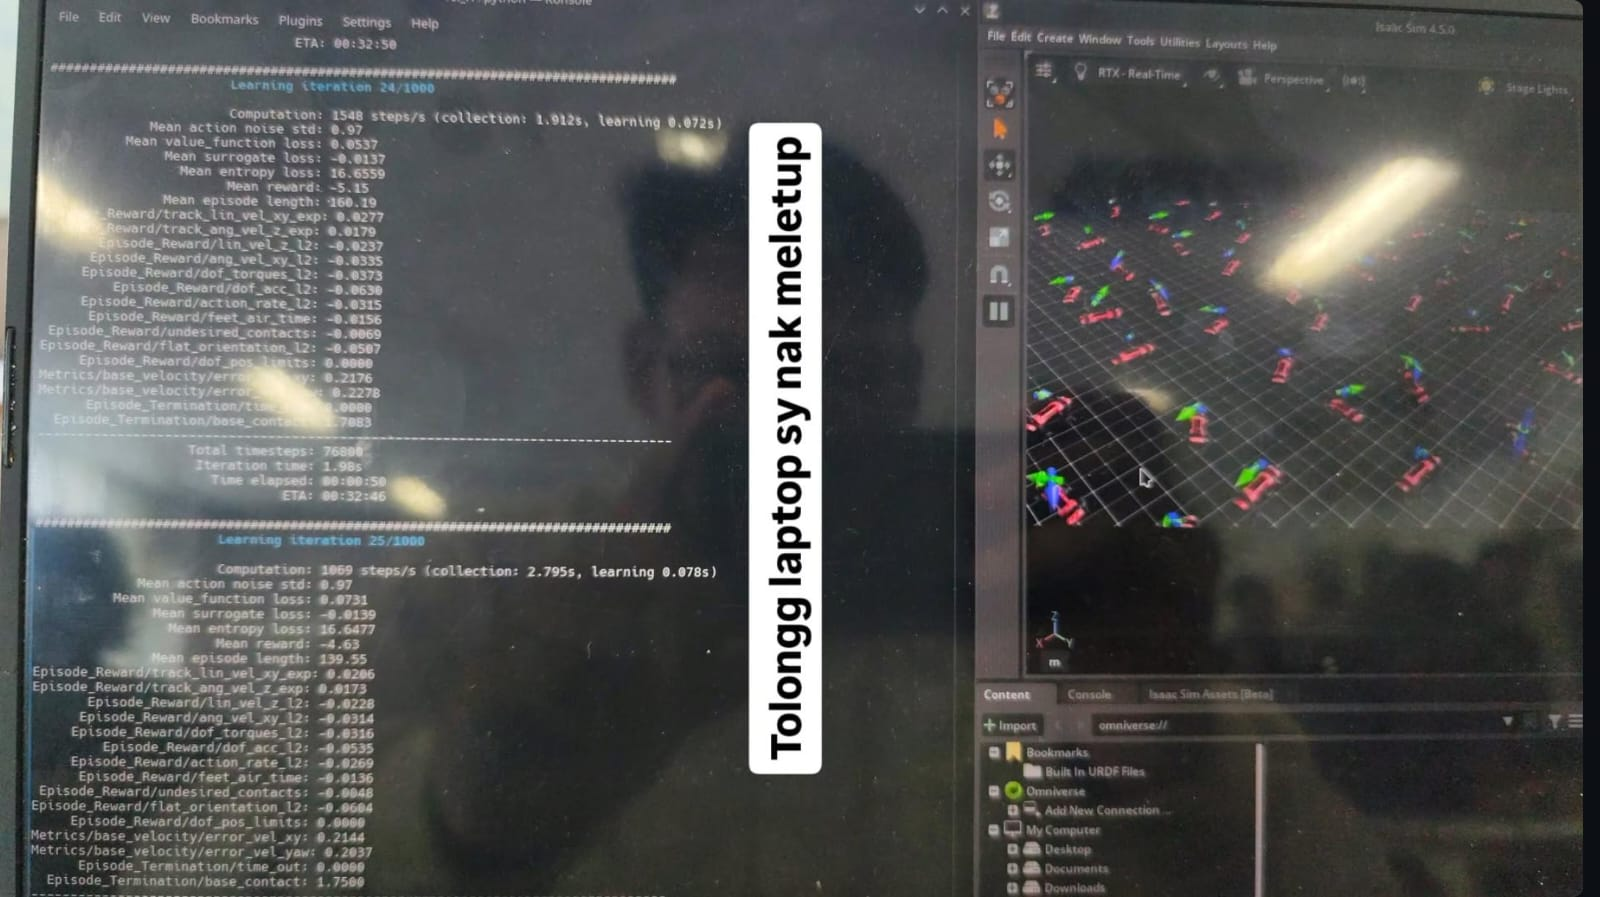 File Edit View Bookmarks Plugins Settings Help
ETA: 00:32:50
################################################################################
Learning iteration 24/1000
Computation: 1548 steps/s (collection: 1.912s, learning 0.072s)
Mean action noise std: 0.97
Mean value_function loss: 0.0537
Mean surrogate loss: -0.0137
Mean entropy loss: 16.6559
Mean reward: -5.15
Mean episode length: 160.19
_Reward/track_lin_vel_xy_exp: 0.0277
_Reward/track_ang_vel_z_exp: 0.0179
Episode_Reward/lin_vel_z_l2: -0.0237
Episode_Reward/ang_vel_xy_l2: -0.0335
Episode_Reward/dof_torques_l2: -0.0373
Episode_Reward/dof_acc_l2: -0.0630
Episode_Reward/action_rate_l2: -0.0315
Episode_Reward/feet_air_time: -0.0156
Episode_Reward/undesired_contacts: -0.0069
Episode_Reward/flat_orientation_l2: -0.0507
Episode_Reward/dof_pos_limits: 0.0000
Metrics/base_velocity/error xy: 0.2176
Metrics/base_velocity/error 0.2278
Episode_Termination/time 0.0000
Episode_Termination/base_contact: 1.7083
--------------------------------------------------------------------------------
Total timesteps: 76800
Iteration time: 1.98s
Time elapsed: 00:00:50
ETA: 00:32:46
################################################################################
Learning iteration 25/1000
Computation: 1069 steps/s (collection: 2.795s, learning 0.078s)
Mean action noise std: 0.97
Mean value_function loss: 0.0731
Mean surrogate loss: -0.0139
Mean entropy loss: 16.6477
Mean reward: -4.63
Mean episode length: 139.55
Episode_Reward/track_lin_vel_xy_exp: 0.0206
Episode_Reward/track_ang_vel_z_exp: 0.0173
Episode_Reward/lin_vel_z_l2: -0.0228
Episode_Reward/ang_vel_xy_l2: -0.0314
Episode_Reward/dof_torques_l2: -0.0316
Episode_Reward/dof_acc_l2: -0.0535
Episode_Reward/action_rate_l2: -0.0269
Episode_Reward/feet_air_time: -0.0136
Episode_Reward/undesired_contacts: -0.0048
Episode_Reward/flat_orientation_l2: -0.0604
Episode_Reward/dof_pos_limits: 0.0000
Metrics/base_velocity/error_vel_xy: 0.2144
Metrics/base_velocity/error_vel_yaw: 0.2037
Episode_Termination/time_out: 0.0000
Episode_Termination/base_contact: 1.7500
Tolongg laptop sy nak meletup
Isaac Sim 4.5.0
File Edit Create Window Tools Utilities Layouts Help
RTX - Real-Time Perspective Stage Lights
Z
X Y
m
Content Console Isaac Sim Assets [Beta]
+ Import omniverse://
Bookmarks
Built In URDF Files
Omniverse
Add New Connection ...
My Computer
Desktop
Documents
Downloads